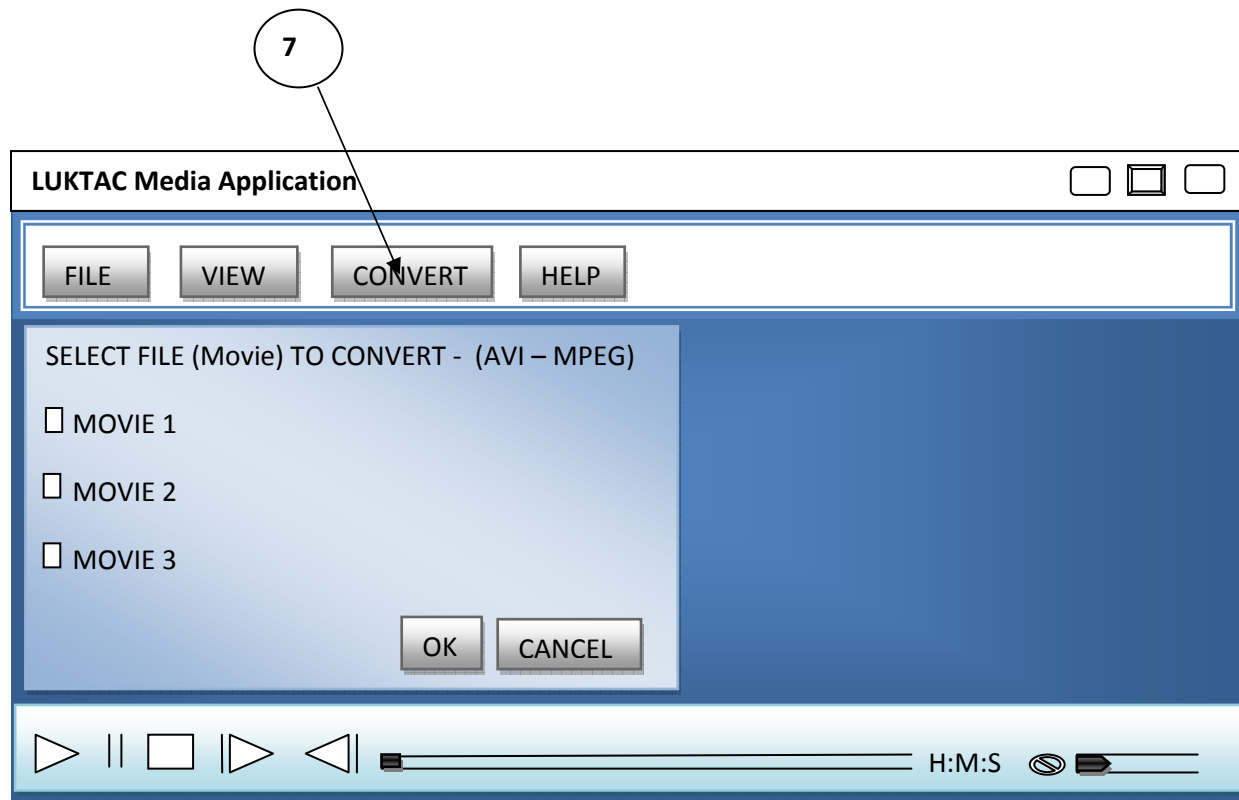 7
LUKTAC Media Application
FILE VIEW CONVERT HELP
SELECT FILE (Movie) TO CONVERT - (AVI – MPEG)
MOVIE 1
MOVIE 2
MOVIE 3
OK CANCEL
H:M:S